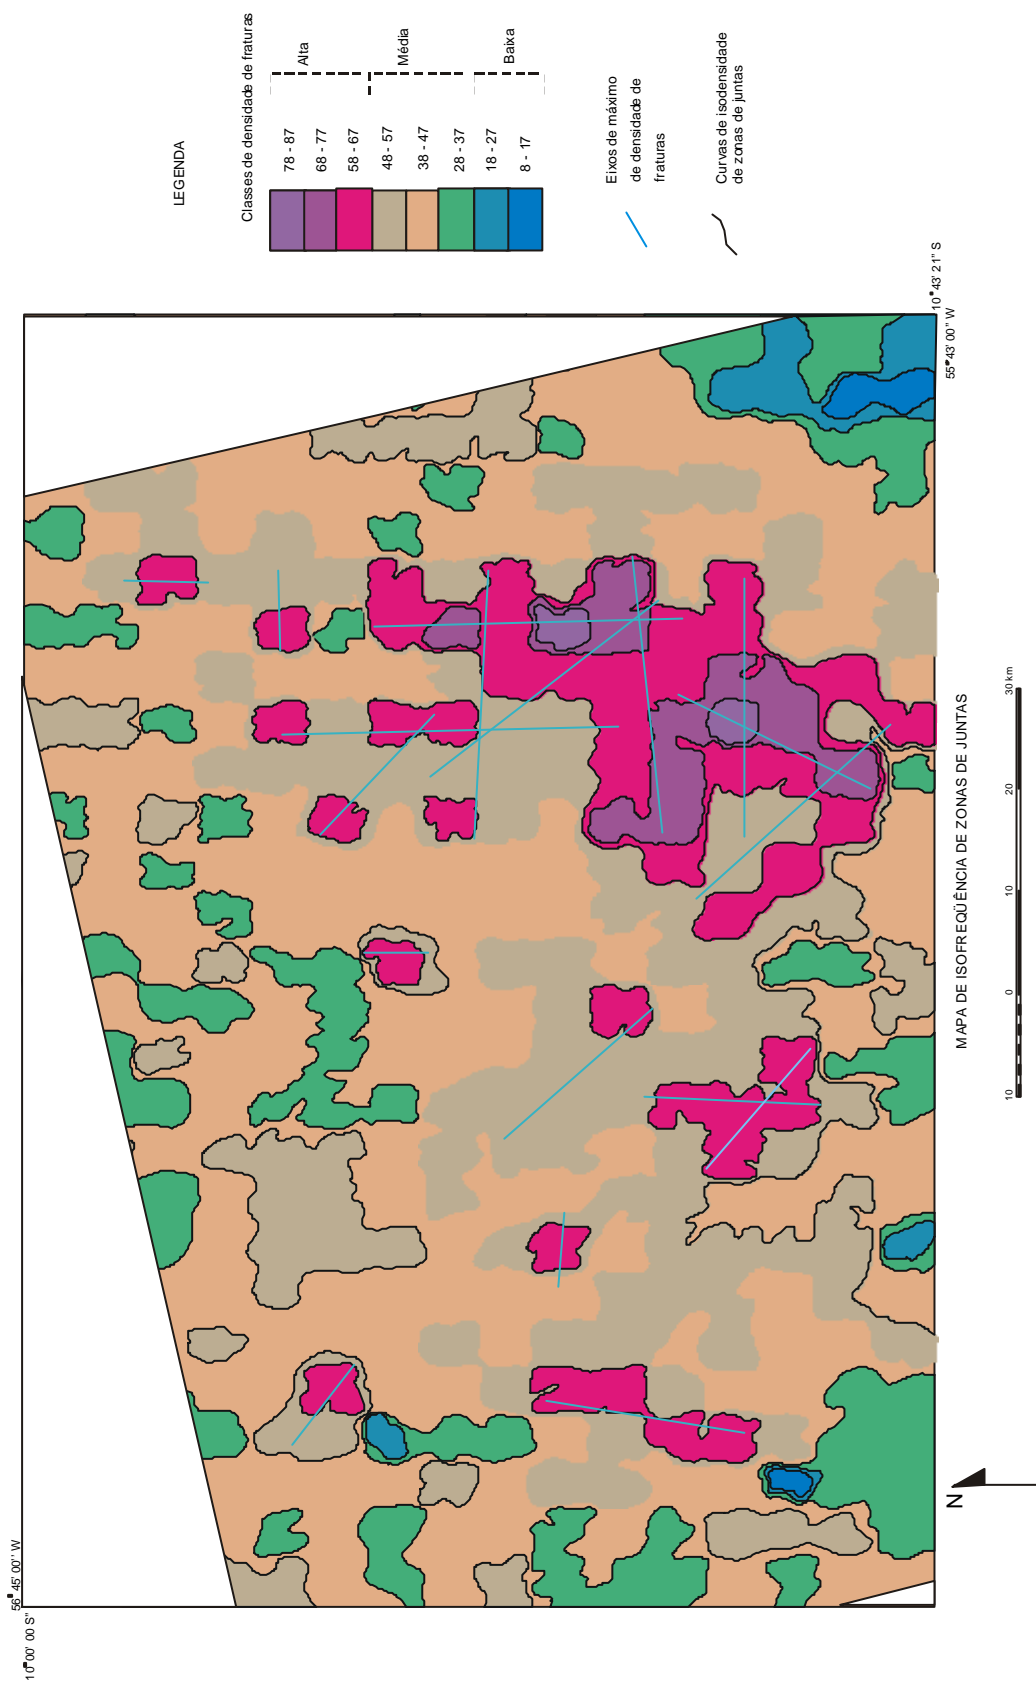 LEGENDA
Classes de densidade de fraturas
78 - 87
68 - 77
58 - 67
48 - 57
38 - 47
28 - 37
18 - 27
8 - 17
Alta
Média
Baixa
Eixos de máximo
de densidade de
fraturas
Curvas de isodensidade
de zonas de juntas
56° 45' 00" W
10°00' 00 S"
10°43' 21" S
55°43' 00" W
MAPA DE ISOFREQÜÊNCIA DE ZONAS DE JUNTAS
10 0 10 20 30 km
N